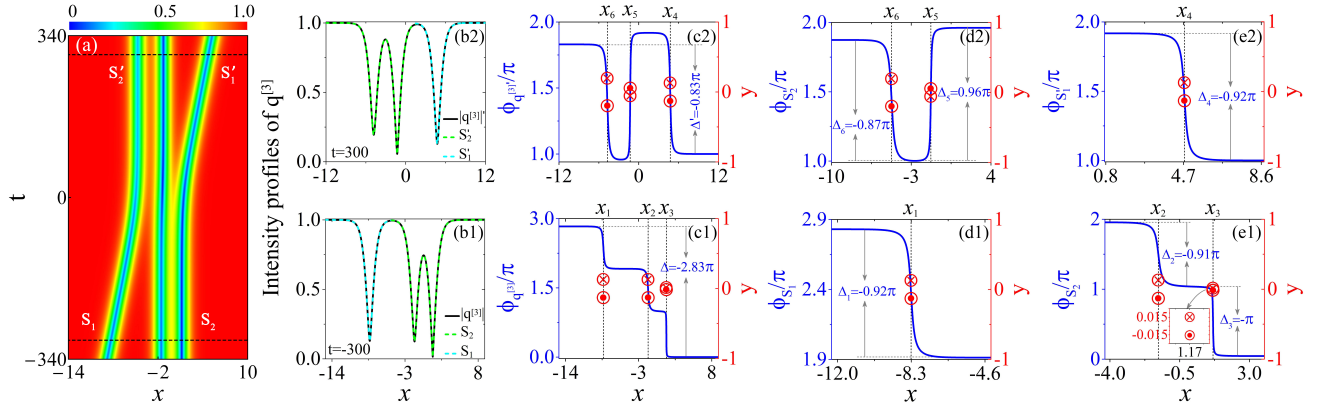 0 0.5 1.0
(a)
340
0
-340
t
S₂′ S₁′
S₁ S₂
-14 -2 10
x
Intensity profiles of q[3]
1.0
0.5
0.0
(b2)
|q[3]|′
S₂′
S₁′
t=300
-12 0 12
1.0
0.5
0.0
(b1)
|q[3]|
S₂
S₁
t=-300
-14 -3 8
x
x₆ x₅ x₄
(c2)
2.0
1.5
1.0
ϕq[3]′/π
Δ′=-0.83π
-12 0 12
x₁ x₂ x₃
(c1)
3.0
1.5
0.0
ϕq[3]/π
Δ=-2.83π
-14 -3 8
x
x₆ x₅
(d2)
2.0
1.5
1.0
ϕS₂′/π
Δ₆=-0.87π
Δ₅=0.96π
1
0
-1
y
-10 -3 4
x₁
(d1)
2.9
2.4
1.9
ϕS₁/π
Δ₁=-0.92π
1
0
-1
y
-12.0 -8.3 -4.6
x
x₄
(e2)
2.0
1.5
1.0
ϕS₁′/π
Δ₄=-0.92π
1
0
-1
y
0.8 4.7 8.6
x₂ x₃
(e1)
2
1
0
ϕS₂/π
Δ₂=-0.91π
Δ₃=-π
0.015
-0.015
1.17
1
0
-1
y
-4.0 -0.5 3.0
x